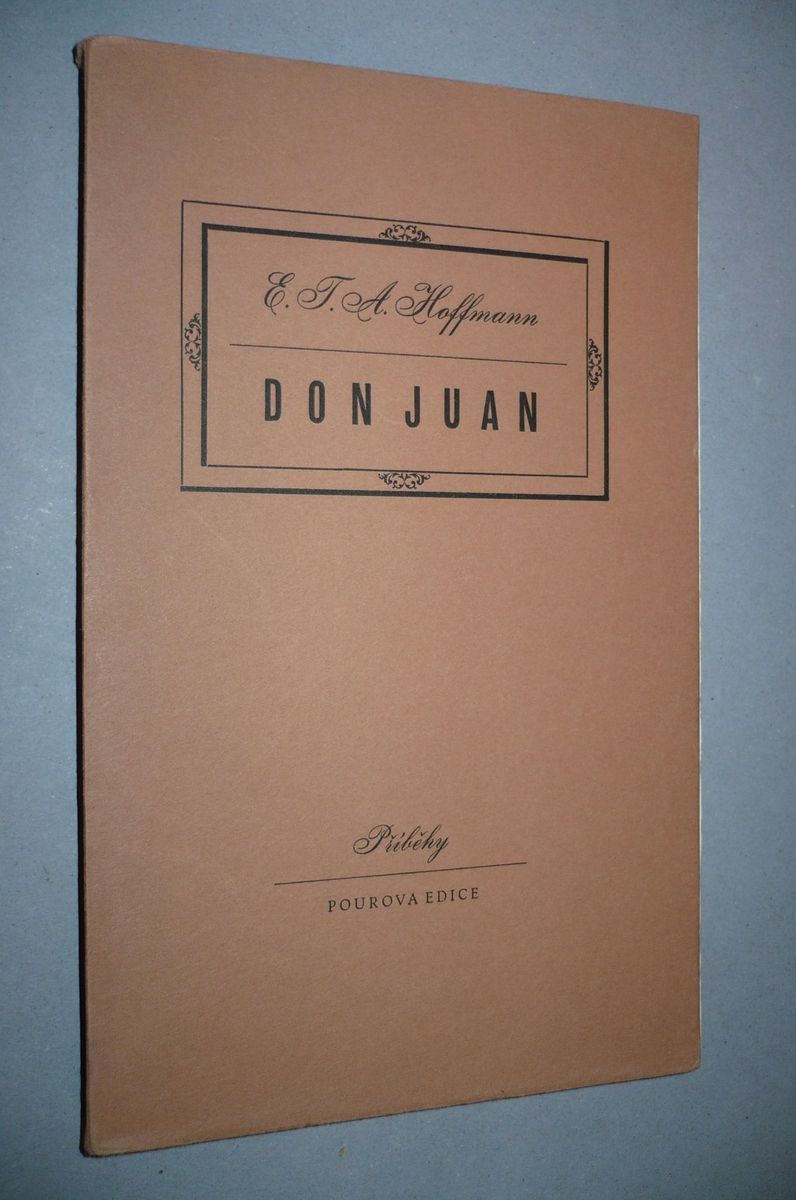 E. T. A. Hoffmann
DON JUAN
Příběhy
POUROVA EDICE